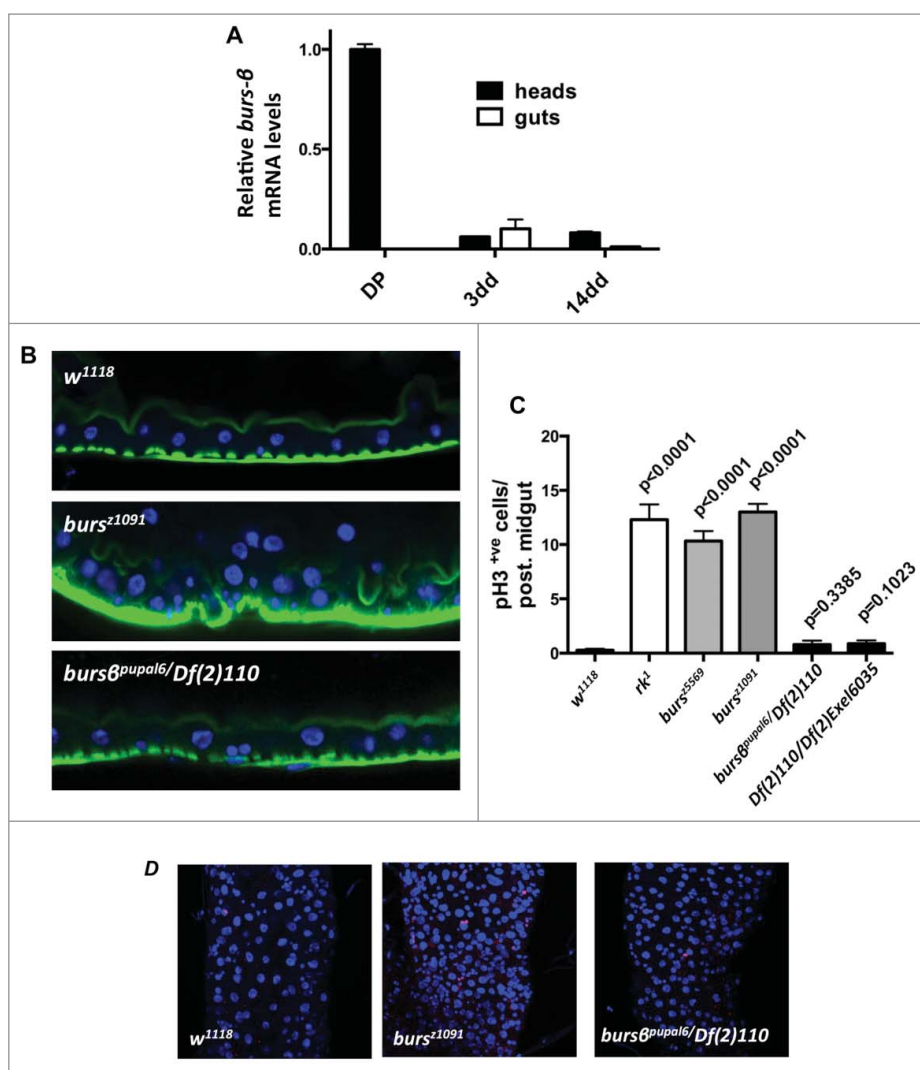 A
Relative burs-β
mRNA levels
1.0
0.5
0.0
heads
guts
DP
3dd
14dd
B
w1118
bursz1091
bursβpupal6/Df(2)110
C
pH3 +ve cells/
post. midgut
20
15
10
5
0
p<0.0001
p<0.0001
p<0.0001
p=0.3385
p=0.1023
w1118
rk1
bursz5569
bursz1091
bursβpupal6/Df(2)110
Df(2)110/Df(2)Exel6035
D
w1118
bursz1091
bursβpupal6/Df(2)110